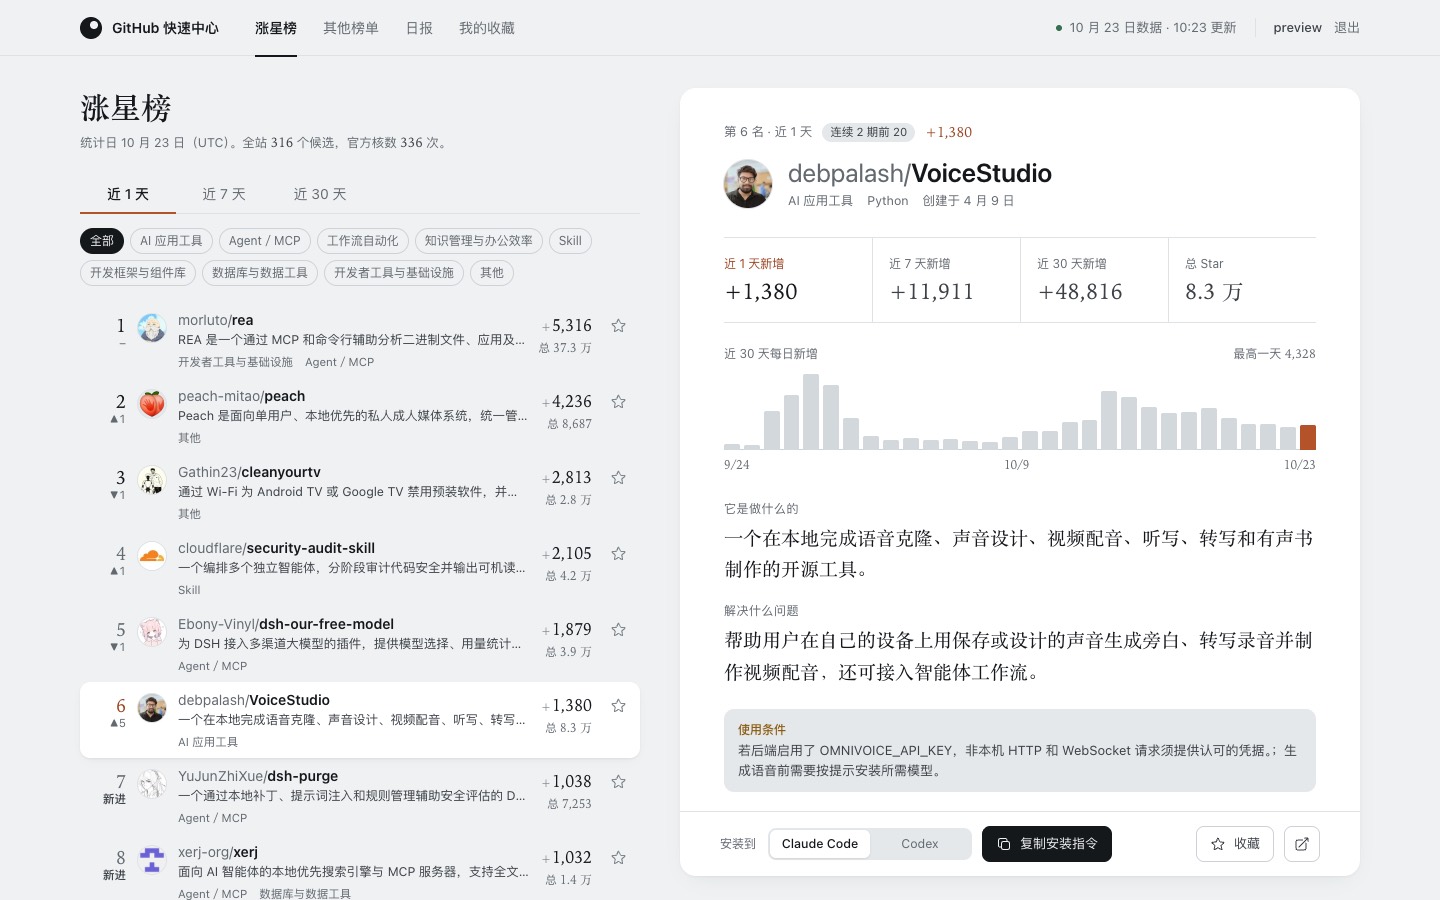 GitHub 快速中心
涨星榜 其他榜单 日报 我的收藏
10 月 23 日数据 · 10:23 更新
preview 退出
涨星榜
统计日 10 月 23 日（UTC）。全站 316 个候选，官方核数 336 次。
近 1 天 近 7 天 近 30 天
全部 AI 应用工具 Agent / MCP 工作流自动化 知识管理与办公效率 Skill
开发框架与组件库 数据库与数据工具 开发者工具与基础设施 其他
1 morluto/rea +5,316
– REA 是一个通过 MCP 和命令行辅助分析二进制文件、应用及... 总 37.3 万
开发者工具与基础设施 Agent / MCP
2 peach-mitao/peach +4,236
▲1 Peach 是面向单用户、本地优先的私人成人媒体系统，统一管... 总 8,687
其他
3 Gathin23/cleanyourtv +2,813
▼1 通过 Wi-Fi 为 Android TV 或 Google TV 禁用预装软件，并... 总 2.8 万
其他
4 cloudflare/security-audit-skill +2,105
▲1 一个编排多个独立智能体，分阶段审计代码安全并输出可机读... 总 4.2 万
Skill
5 Ebony-Vinyl/dsh-our-free-model +1,879
▼1 为 DSH 接入多渠道大模型的插件，提供模型选择、用量统计... 总 3.9 万
Agent / MCP
6 debpalash/VoiceStudio +1,380
▲5 一个在本地完成语音克隆、声音设计、视频配音、听写、转写... 总 8.3 万
AI 应用工具
7 YuJunZhiXue/dsh-purge +1,038
新进 一个通过本地补丁、提示词注入和规则管理辅助安全评估的 D... 总 7,253
Agent / MCP
8 xerj-org/xerj +1,032
新进 面向 AI 智能体的本地优先搜索引擎与 MCP 服务器，支持全文... 总 1.4 万
Agent / MCP 数据库与数据工具
第 6 名 · 近 1 天 连续 2 期前 20 +1,380
debpalash/VoiceStudio
AI 应用工具 Python 创建于 4 月 9 日
近 1 天新增 近 7 天新增 近 30 天新增 总 Star
+1,380 +11,911 +48,816 8.3 万
近 30 天每日新增 最高一天 4,328
9/24 10/9 10/23
它是做什么的
一个在本地完成语音克隆、声音设计、视频配音、听写、转写和有声书
制作的开源工具。
解决什么问题
帮助用户在自己的设备上用保存或设计的声音生成旁白、转写录音并制
作视频配音，还可接入智能体工作流。
使用条件
若后端启用了 OMNIVOICE_API_KEY，非本机 HTTP 和 WebSocket 请求须提供认可的凭据。；生
成语音前需要按提示安装所需模型。
安装到 Claude Code Codex 复制安装指令 收藏